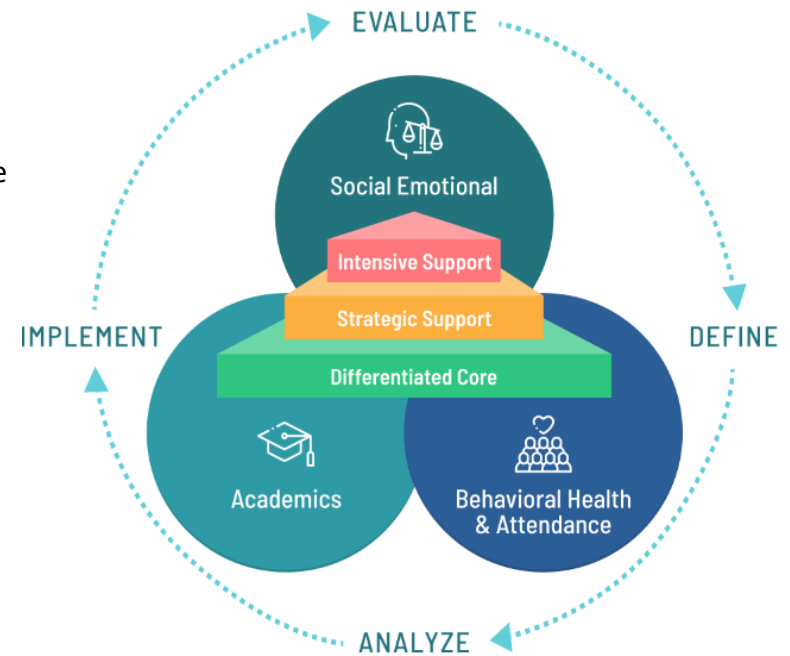 EVALUATE
e
Social Emotional
Intensive Support
Strategic Support
IMPLEMENT
DEFINE
Differentiated Core
Academics
Behavioral Health
& Attendance
ANALYZE